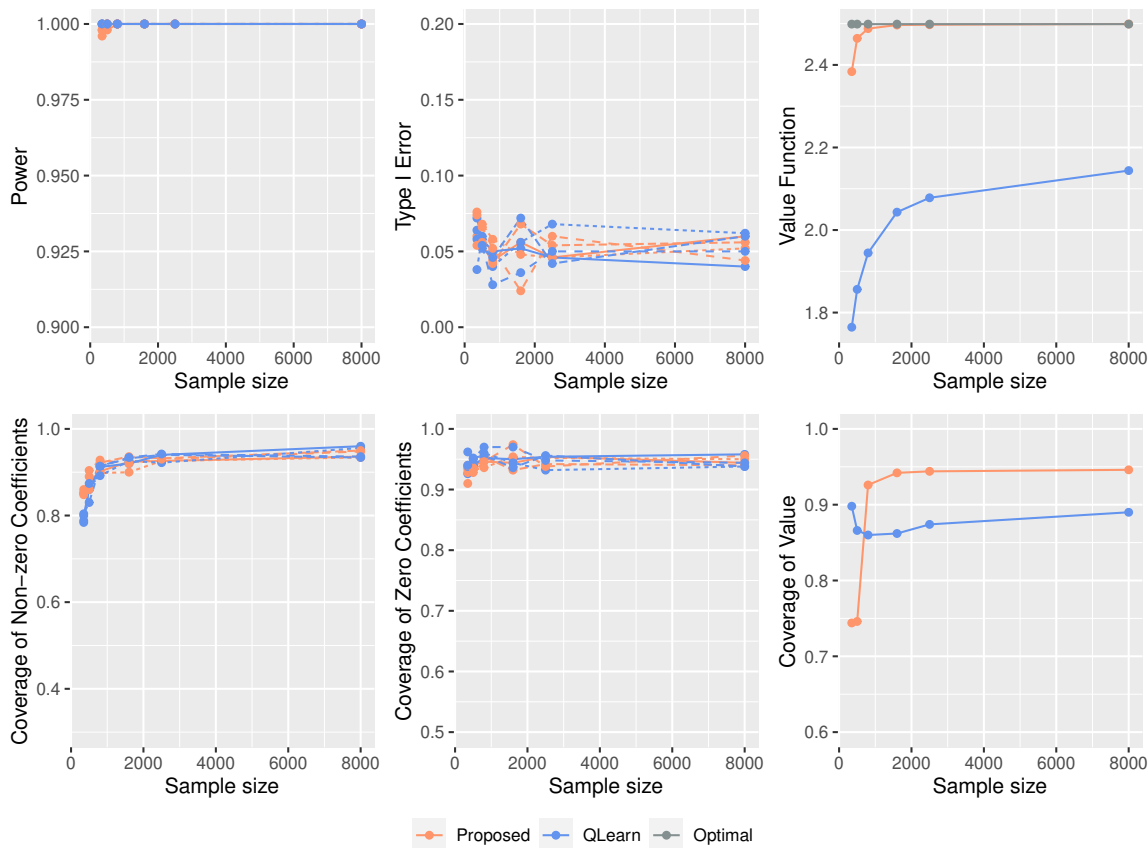 1.000
0.975
0.950
0.925
0.900
Power
0 2000 4000 6000 8000
Sample size
0.20
0.15
0.10
0.05
0.00
Type I Error
0 2000 4000 6000 8000
Sample size
2.4
2.2
2.0
1.8
Value Function
0 2000 4000 6000 8000
Sample size
1.0
0.8
0.6
0.4
Coverage of Non−zero Coefficients
0 2000 4000 6000 8000
Sample size
1.0
0.9
0.8
0.7
0.6
0.5
Coverage of Zero Coefficients
0 2000 4000 6000 8000
Sample size
1.0
0.9
0.8
0.7
0.6
Coverage of Value
0 2000 4000 6000 8000
Sample size
Proposed QLearn Optimal